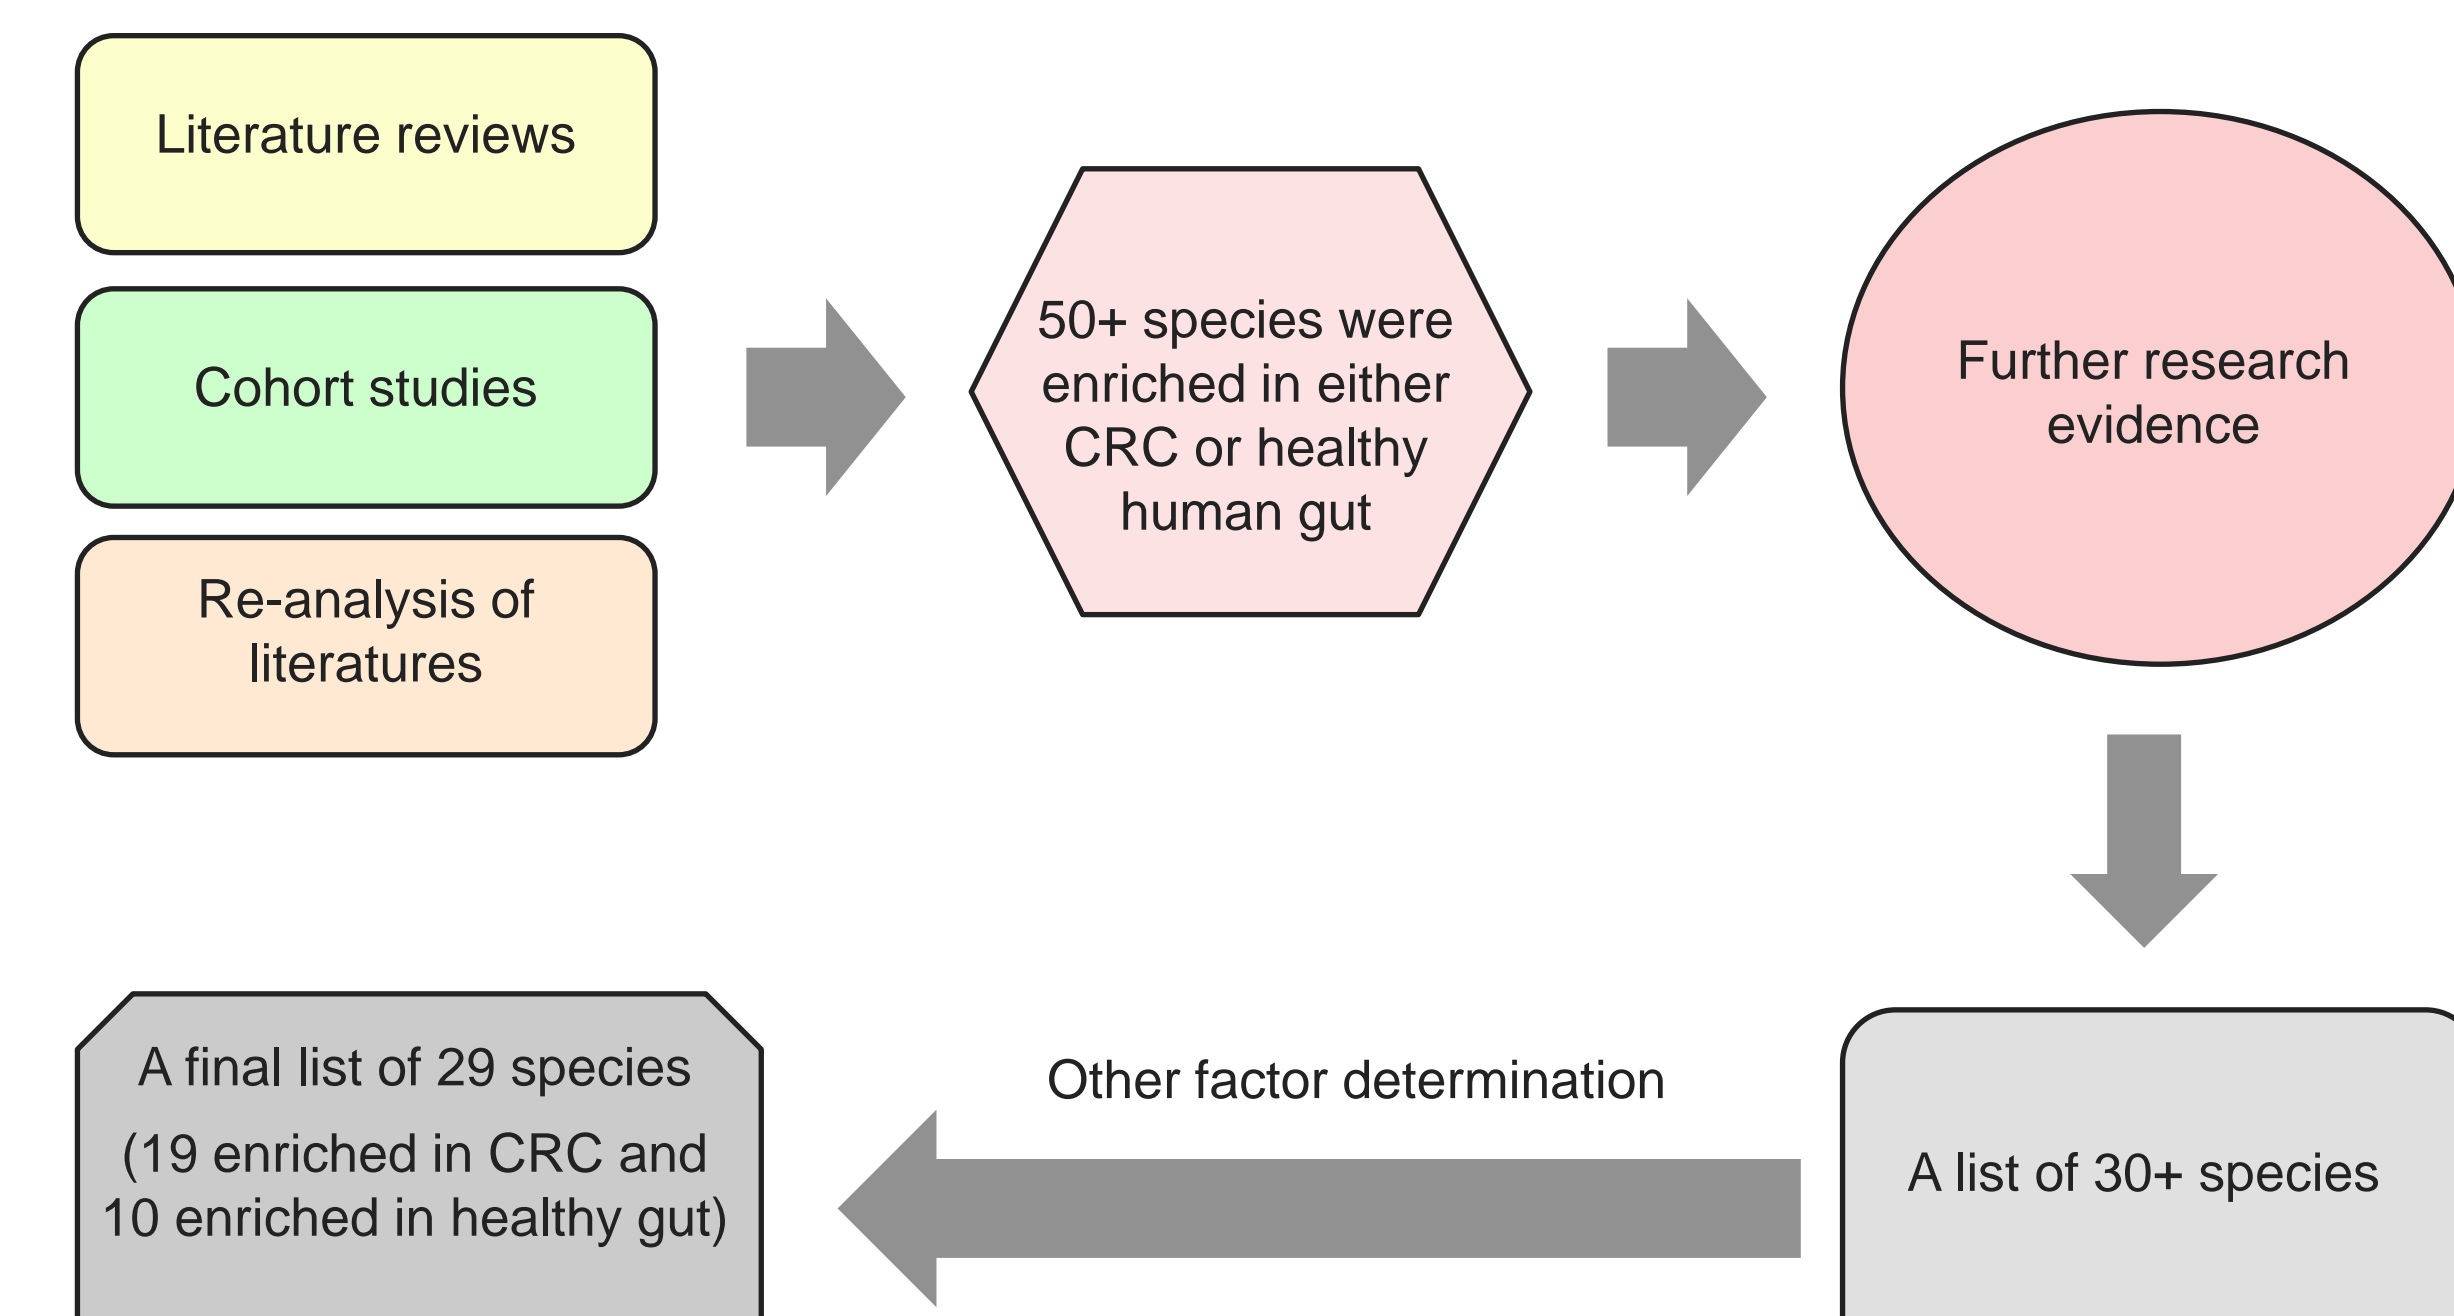 Literature reviews
Cohort studies
Re-analysis of
literatures
50+ species were
enriched in either
CRC or healthy
human gut
Further research
evidence
A list of 30+ species
Other factor determination
A final list of 29 species
(19 enriched in CRC and
10 enriched in healthy gut)